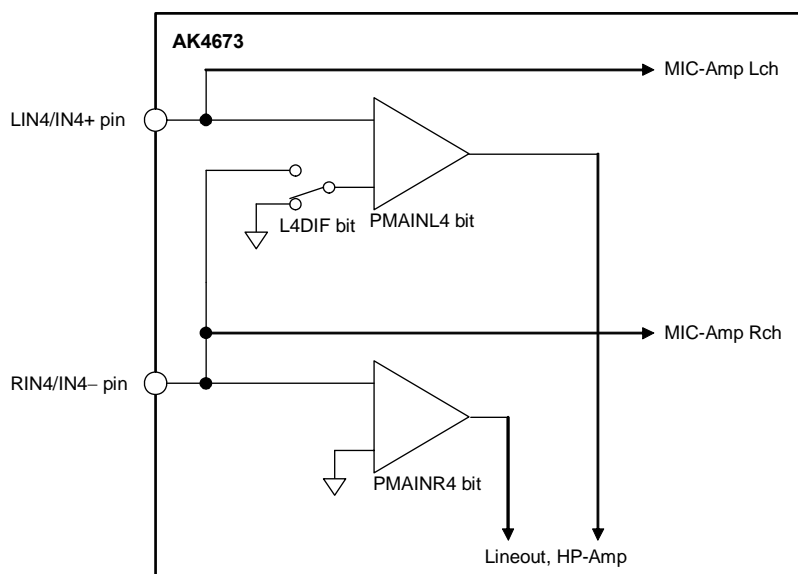 AK4673
MIC-Amp Lch
LIN4/IN4+ pin
L4DIF bit
PMAINL4 bit
MIC-Amp Rch
RIN4/IN4− pin
PMAINR4 bit
Lineout, HP-Amp